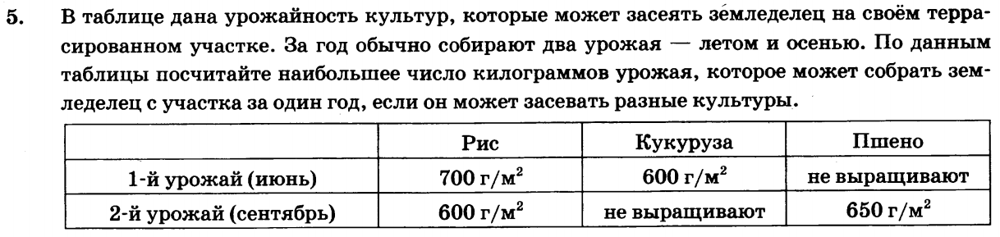 5. В таблице дана урожайность культур, которые может засеять зéмледелец на своём терра-
сированном участке. За год обычно собирают два урожая — летом и осенью. По данным
таблицы посчитайте наибольшее число килограммов урожая, которое может собрать зем-
леделец с участка за один год, если он может засевать разные культуры.
Рис Кукуруза Пшено
1-й урожай (июнь) 700 г/м² 600 г/м² не выращивают
2-й урожай (сентябрь) 600 г/м² не выращивают 650 г/м²